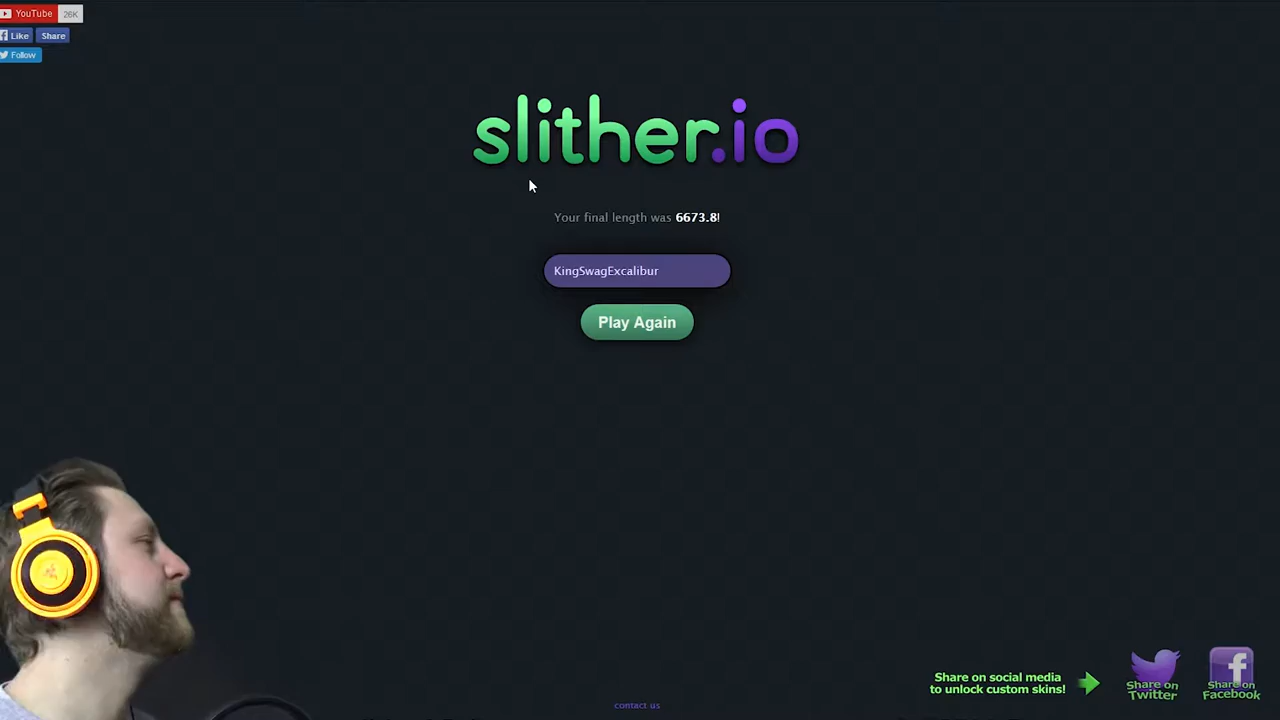 YouTube 26K
Like Share
Follow
slither.io
Your final length was 6673.8!
KingSwagExcalibur
Play Again
Share on social media
to unlock custom skins!
Share on
Twitter
Share on
Facebook
contact us